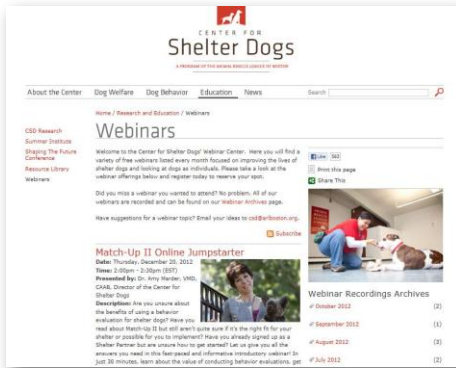 CENTER FOR
Shelter Dogs
A PROGRAM OF THE ANIMAL RESCUE LEAGUE OF BOSTON
About the Center Dog Welfare Dog Behavior Education News Search
Home / Research and Education / Webinars
Webinars
CSD Research
Summer Institute
Shaping The Future
Conference
Resource Library
Webinars
Welcome to the Center for Shelter Dogs' Webinar Center. Here you will find a
variety of free webinars listed every month focused on improving the lives of
shelter dogs and looking at dogs as individuals. Please take a look at the
webinar offerings below and register today to reserve your spot.
Did you miss a webinar you wanted to attend? No problem. All of our
webinars are recorded and can be found on our Webinar Archives page.
Have suggestions for a webinar topic? Email your ideas to csd@arlboston.org.
Subscribe
Match-Up II Online Jumpstarter
Date: Thursday, December 20, 2012
Time: 2:00pm - 2:30pm (EST)
Presented by: Dr. Amy Marder, VMD,
CAAB, Director of the Center for
Shelter Dogs
Description: Are you unsure about
the benefits of using a behavior
evaluation for shelter dogs? Have you
read about Match-Up II but still aren't quite sure if it's the right fit for your
shelter or possible for you to implement? Have you already signed up as a
Shelter Partner but are unsure how to get started? Let us give you all the
answers you need in this fast-paced and informative introductory webinar! In
just 30 minutes, learn about the value of conducting behavior evaluations, get
Like 563
Print this page
Share This
Webinar Recordings Archives
October 2012 (2)
September 2012 (1)
August 2012 (3)
July 2012 (2)